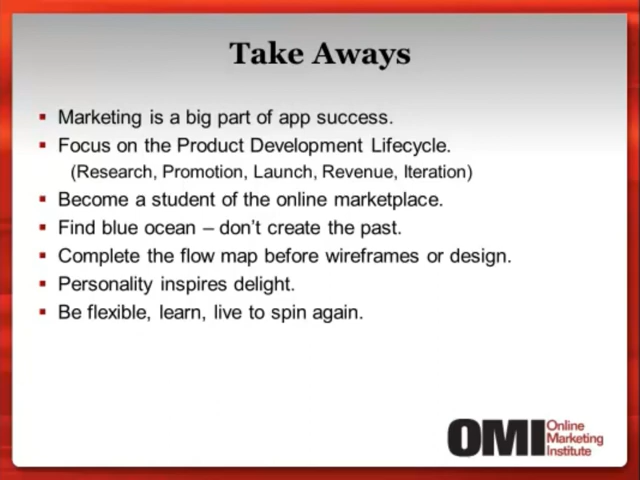 Take Aways
Marketing is a big part of app success.
Focus on the Product Development Lifecycle.
(Research, Promotion, Launch, Revenue, Iteration)
Become a student of the online marketplace.
Find blue ocean – don't create the past.
Complete the flow map before wireframes or design.
Personality inspires delight.
Be flexible, learn, live to spin again.
OMI Online
Marketing
Institute